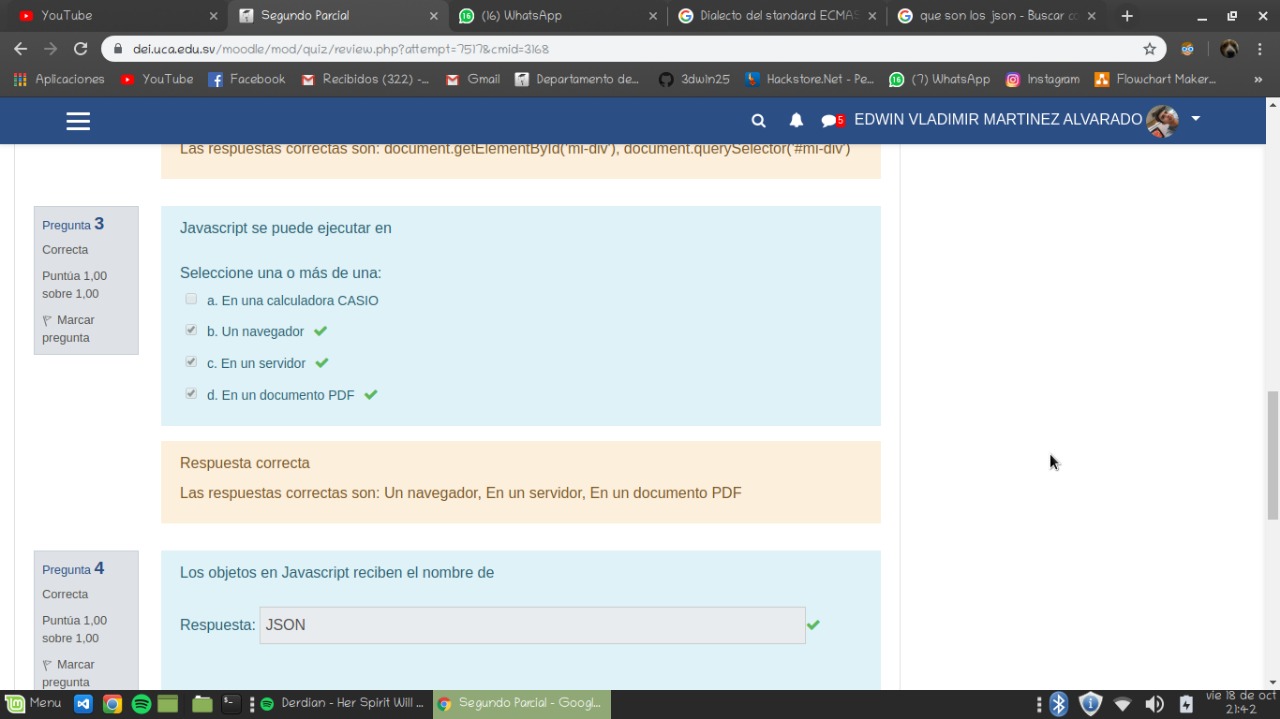 YouTube
Segundo Parcial
(16) WhatsApp
Dialecto del standard ECMAS
que son los json - Buscar co
dei.uca.edu.sv/moodle/mod/quiz/review.php?attempt=7517&cmid=3168
Aplicaciones
YouTube
Facebook
Recibidos (322) -...
Gmail
Departamento de...
3dw1n25
Hackstore.Net - Pe...
(7) WhatsApp
Instagram
Flowchart Maker...
»
5
EDWIN VLADIMIR MARTINEZ ALVARADO
Las respuestas correctas son: document.getElementById('mi-div'), document.querySelector('#mi-div')
Pregunta 3
Correcta
Puntúa 1,00
sobre 1,00
Marcar
pregunta
Javascript se puede ejecutar en
Seleccione una o más de una:
a. En una calculadora CASIO
b. Un navegador
c. En un servidor
d. En un documento PDF
Respuesta correcta
Las respuestas correctas son: Un navegador, En un servidor, En un documento PDF
Pregunta 4
Correcta
Puntúa 1,00
sobre 1,00
Marcar
pregunta
Los objetos en Javascript reciben el nombre de
Respuesta: JSON
Menu
Derdian - Her Spirit Will ...
Segundo Parcial - Googl...
vie 18 de oct
21:42